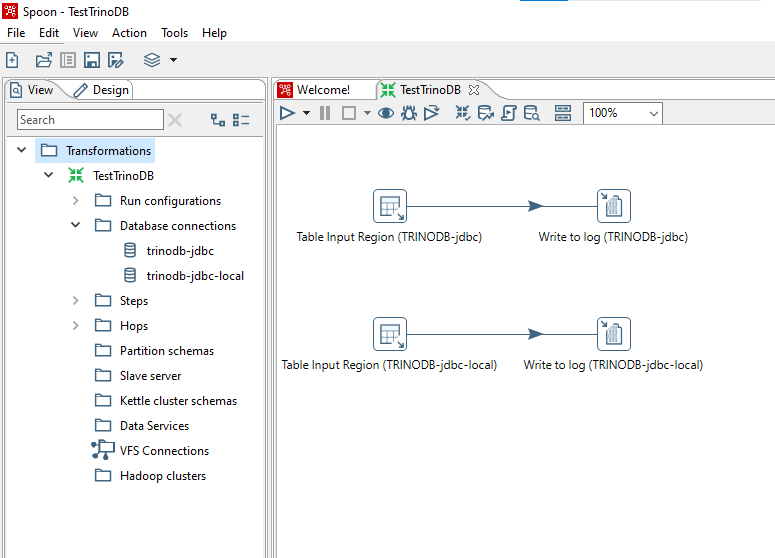 Spoon - TestTrinoDB
File Edit View Action Tools Help
View Design
Search
Transformations
TestTrinoDB
Run configurations
Database connections
trinodb-jdbc
trinodb-jdbc-local
Steps
Hops
Partition schemas
Slave server
Kettle cluster schemas
Data Services
VFS Connections
Hadoop clusters
Welcome! TestTrinoDB
100%
Table Input Region (TRINODB-jdbc) Write to log (TRINODB-jdbc)
Table Input Region (TRINODB-jdbc-local) Write to log (TRINODB-jdbc-local)